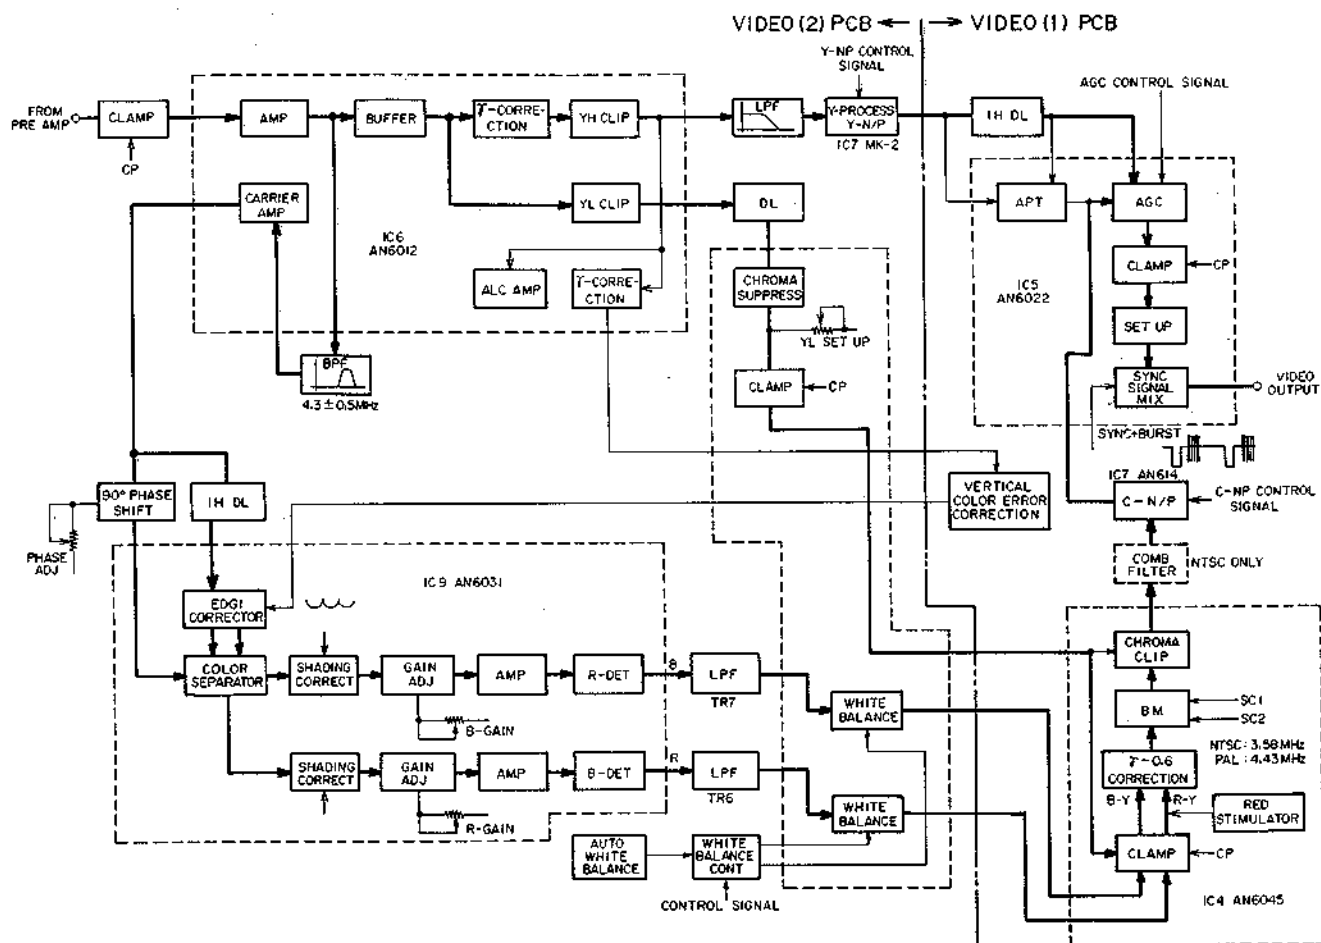 VIDEO (2) PCB
VIDEO (1) PCB
Y-NP CONTROL
SIGNAL
AGC CONTROL SIGNAL
FROM
PRE AMP
CLAMP
CP
AMP
BUFFER
γ-CORRE-
CTION
YH CLIP
LPF
Y-PROCESS
Y-N/P
IC7 MK-2
1H DL
CARRIER
AMP
YL CLIP
DL
APT
AGC
IC6
AN6012
ALC AMP
γ-CORRE-
CTION
CHROMA
SUPPRESS
YL SET UP
CLAMP
CP
IC5
AN6022
CLAMP
CP
SET UP
SYNC
SIGNAL
MIX
VIDEO
OUTPUT
SYNC+BURST
BPF
4.3 ± 0.5MHz
90° PHASE
SHIFT
1H DL
PHASE
ADJ
VERTICAL
COLOR ERROR
CORRECTION
IC7 AN614
C-N/P
C-NP CONTROL
SIGNAL
COMB
FILTER
NTSC ONLY
IC9 AN6031
EDG1
CORRECTOR
COLOR
SEPARATOR
SHADING
CORRECT
GAIN
ADJ
AMP
R-DET
B
LPF
TR7
WHITE
BALANCE
B-GAIN
SHADING
CORRECT
GAIN
ADJ
AMP
B-DET
R
LPF
TR6
WHITE
BALANCE
R-GAIN
AUTO
WHITE
BALANCE
WHITE
BALANCE
CONT
CONTROL SIGNAL
CHROMA
CLIP
BM
SC1
SC2
NTSC: 3.58MHz
PAL: 4.43MHz
γ-0.6
CORRECTION
B-Y
R-Y
RED
STIMULATOR
CLAMP
CP
IC4 AN6045